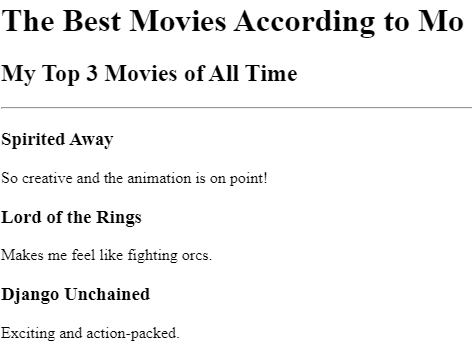 The Best Movies According to Mo
My Top 3 Movies of All Time
Spirited Away
So creative and the animation is on point!
Lord of the Rings
Makes me feel like fighting orcs.
Django Unchained
Exciting and action-packed.